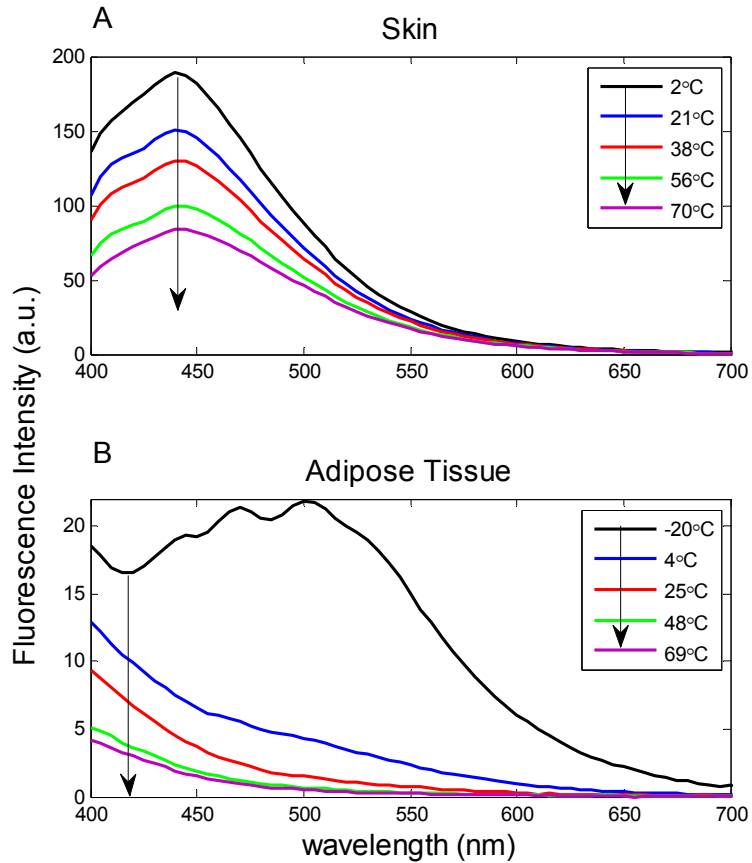 A
Skin
200
150
100
50
0
400 450 500 550 600 650 700
2°C
21°C
38°C
56°C
70°C
Fluorescence Intensity (a.u.)
B
Adipose Tissue
20
15
10
5
0
400 450 500 550 600 650 700
-20°C
4°C
25°C
48°C
69°C
wavelength (nm)